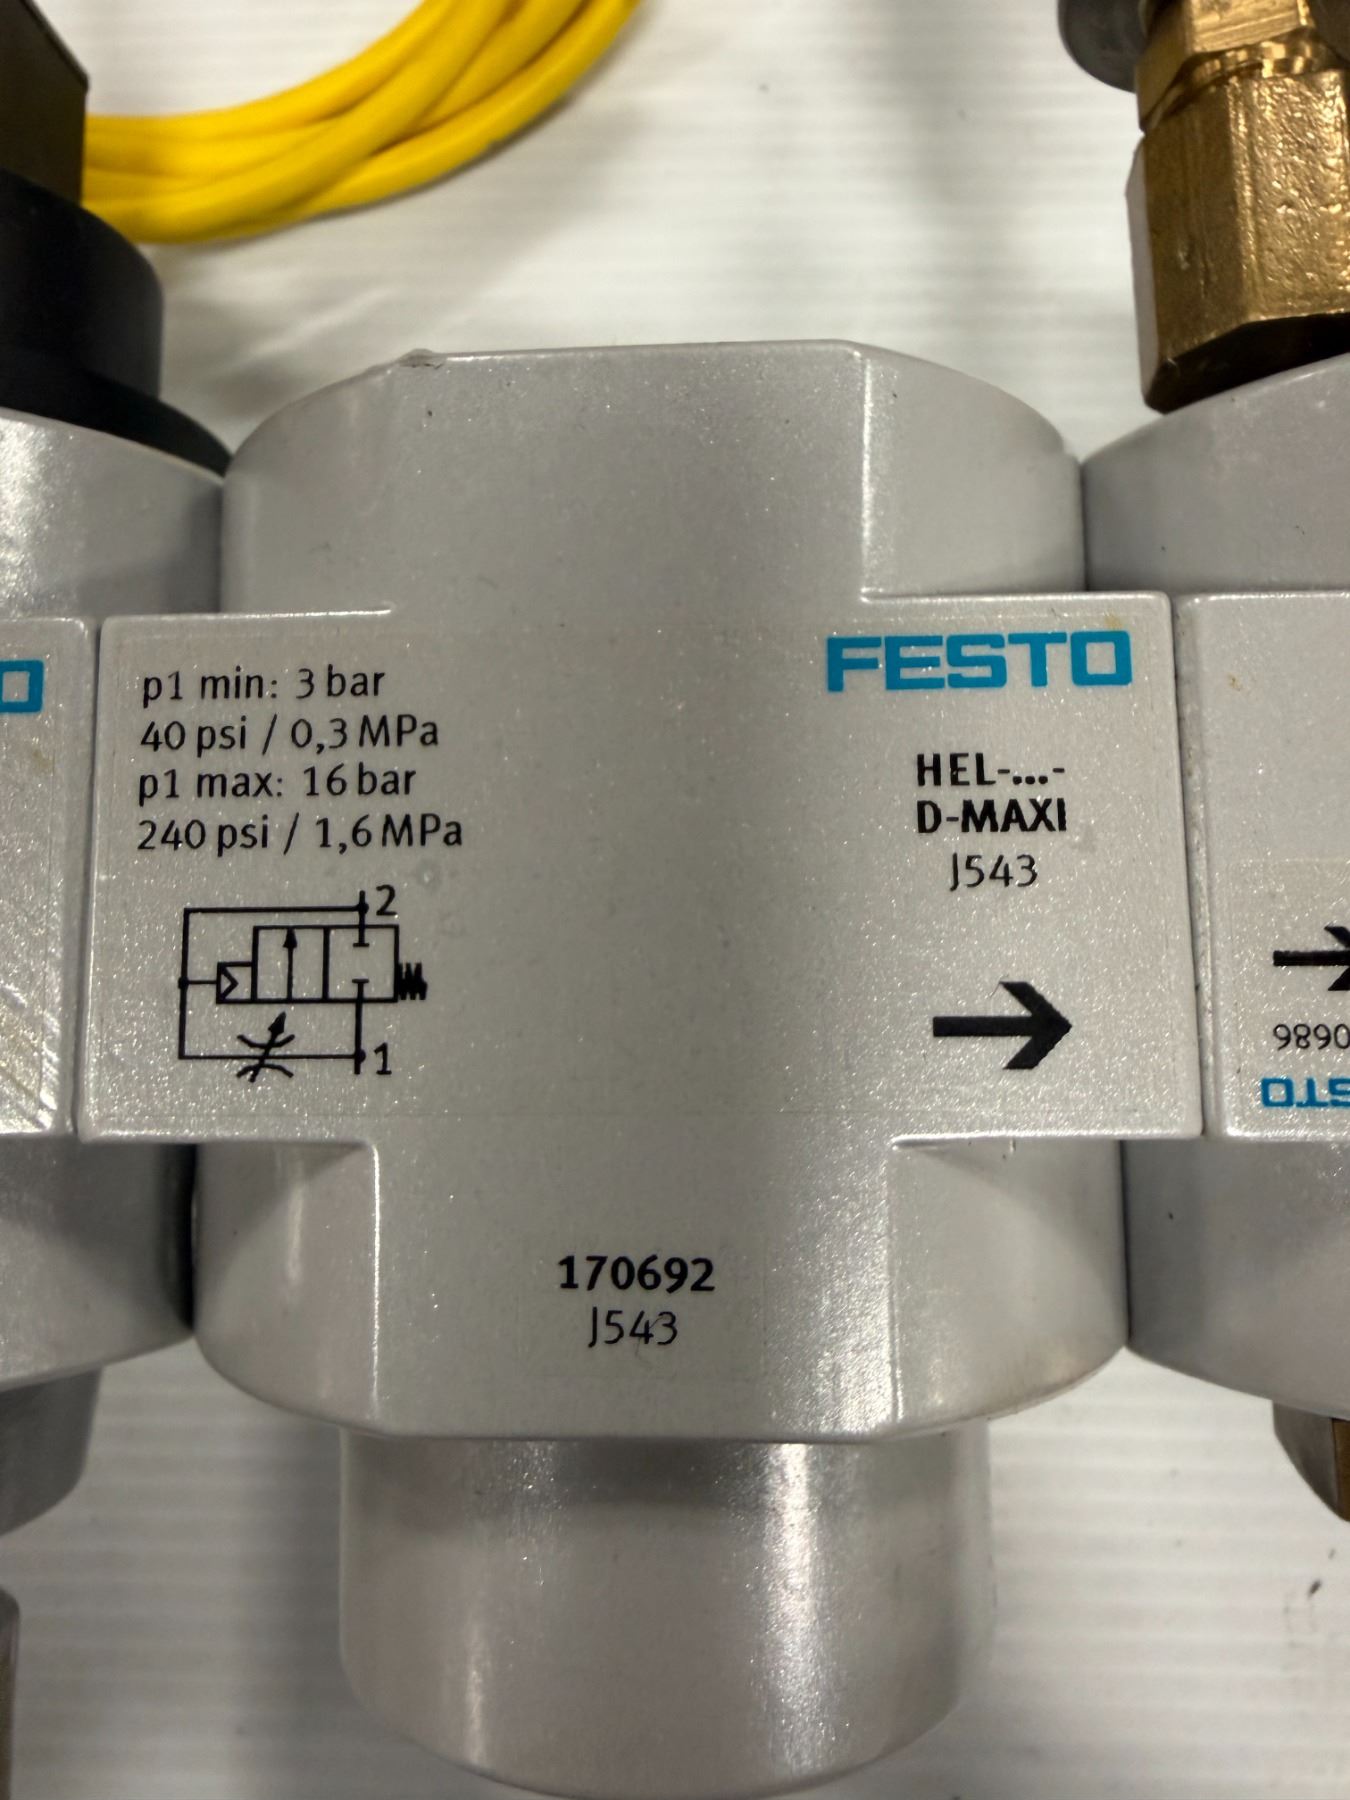 p1 min: 3 bar
40 psi / 0,3 MPa
p1 max: 16 bar
240 psi / 1,6 MPa
2
1
FESTO
HEL-...-
D-MAXI
J543
170692
J543
9890